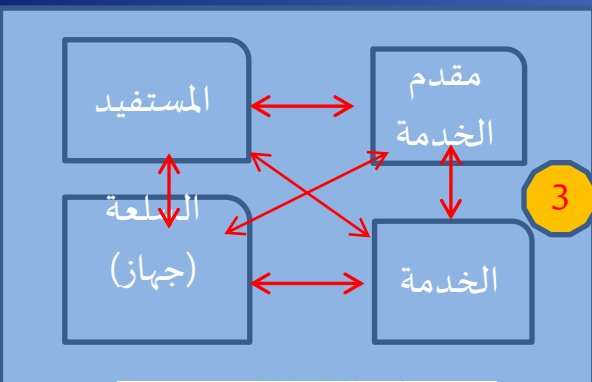 مقدم
الخدمة
المستفيد
3
السلعة
(جهاز)
الخدمة